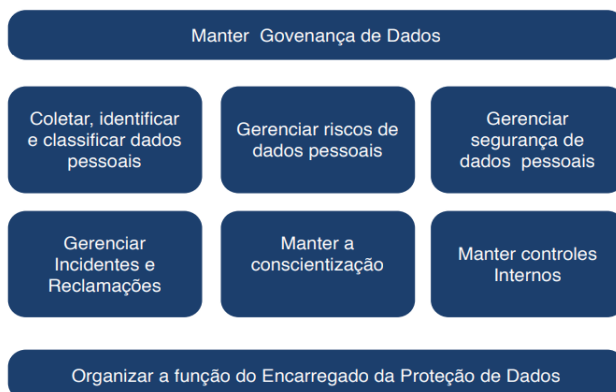 Manter Govenança de Dados
Coletar, identificar
e classificar dados
pessoais
Gerenciar riscos de
dados pessoais
Gerenciar
segurança de
dados pessoais
Gerenciar
Incidentes e
Reclamações
Manter a
conscientização
Manter controles
Internos
Organizar a função do Encarregado da Proteção de Dados